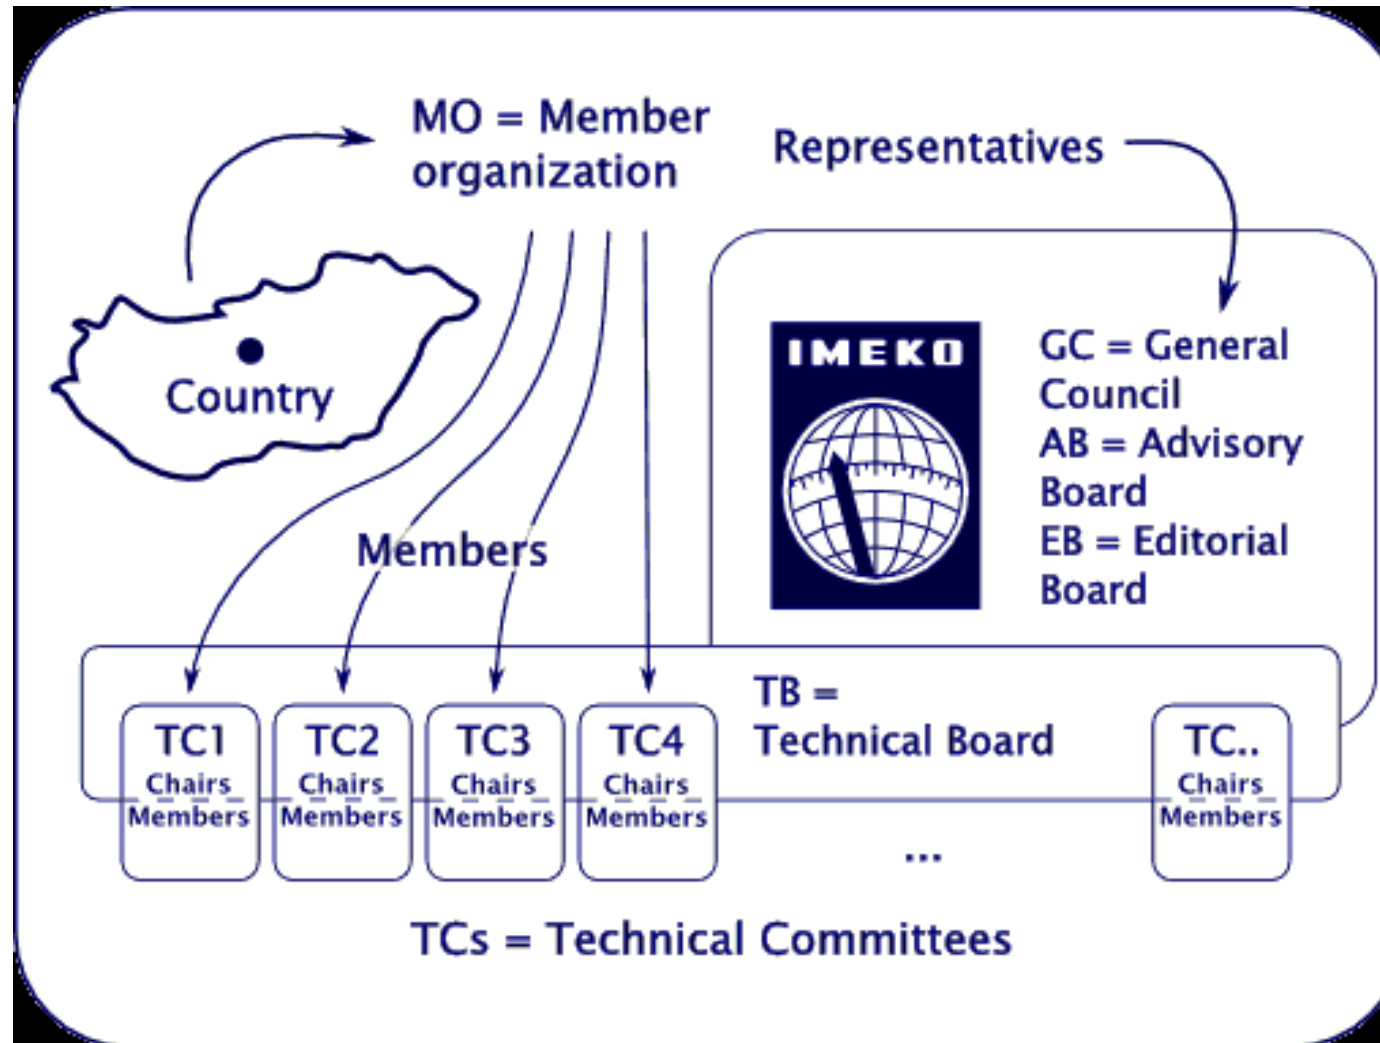 MO = Member
organization
Representatives
Country
IMEKO
GC = General
Council
AB = Advisory
Board
EB = Editorial
Board
Members
TB =
Technical Board
TC1
Chairs
Members
TC2
Chairs
Members
TC3
Chairs
Members
TC4
Chairs
Members
...
TC..
Chairs
Members
TCs = Technical Committees